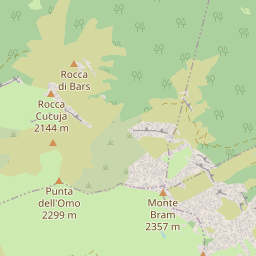 Rocca
di Bars
Rocca
Cucuja
2144 m
Punta
dell'Omo
2299 m
Monte
Bram
2357 m